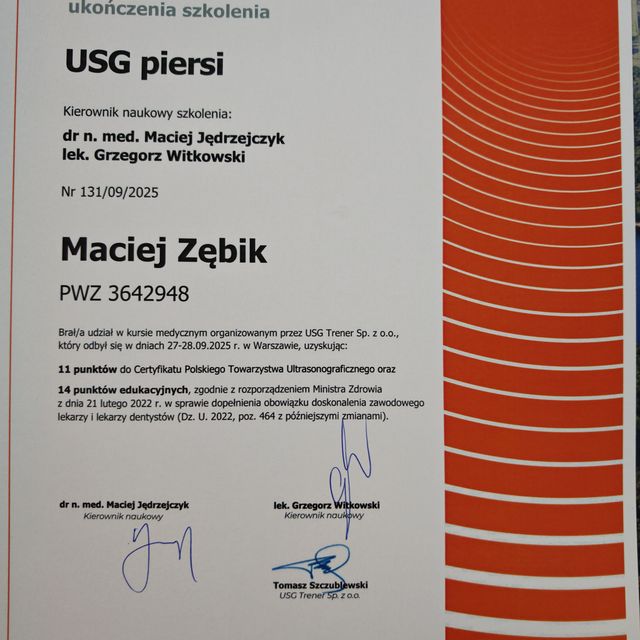 ukończenia szkolenia
USG piersi
Kierownik naukowy szkolenia:
dr n. med. Maciej Jędrzejczyk
lek. Grzegorz Witkowski
Nr 131/09/2025
Maciej Zębik
PWZ 3642948
Brał/a udział w kursie medycznym organizowanym przez USG Trener Sp. z o.o.,
który odbył się w dniach 27-28.09.2025 r. w Warszawie, uzyskując:
11 punktów do Certyfikatu Polskiego Towarzystwa Ultrasonograficznego oraz
14 punktów edukacyjnych, zgodnie z rozporządzeniem Ministra Zdrowia
z dnia 21 lutego 2022 r. w sprawie dopełnienia obowiązku doskonalenia zawodowego
lekarzy i lekarzy dentystów (Dz. U. 2022, poz. 464 z późniejszymi zmianami).
dr n. med. Maciej Jędrzejczyk
Kierownik naukowy
lek. Grzegorz Witkowski
Kierownik naukowy
Tomasz Szczublewski
USG Trener Sp. z o.o.